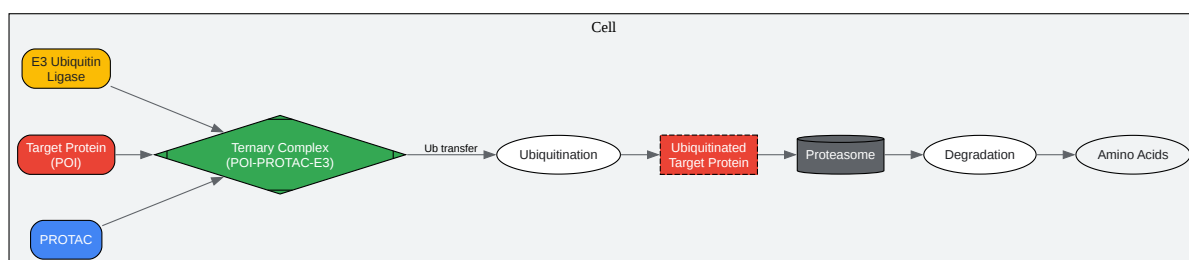 Cell
E3 Ubiquitin
Ligase
Target Protein
(POI)
PROTAC
Ternary Complex
(POI-PROTAC-E3)
Ub transfer
Ubiquitination
Ubiquitinated
Target Protein
Proteasome
Degradation
Amino Acids